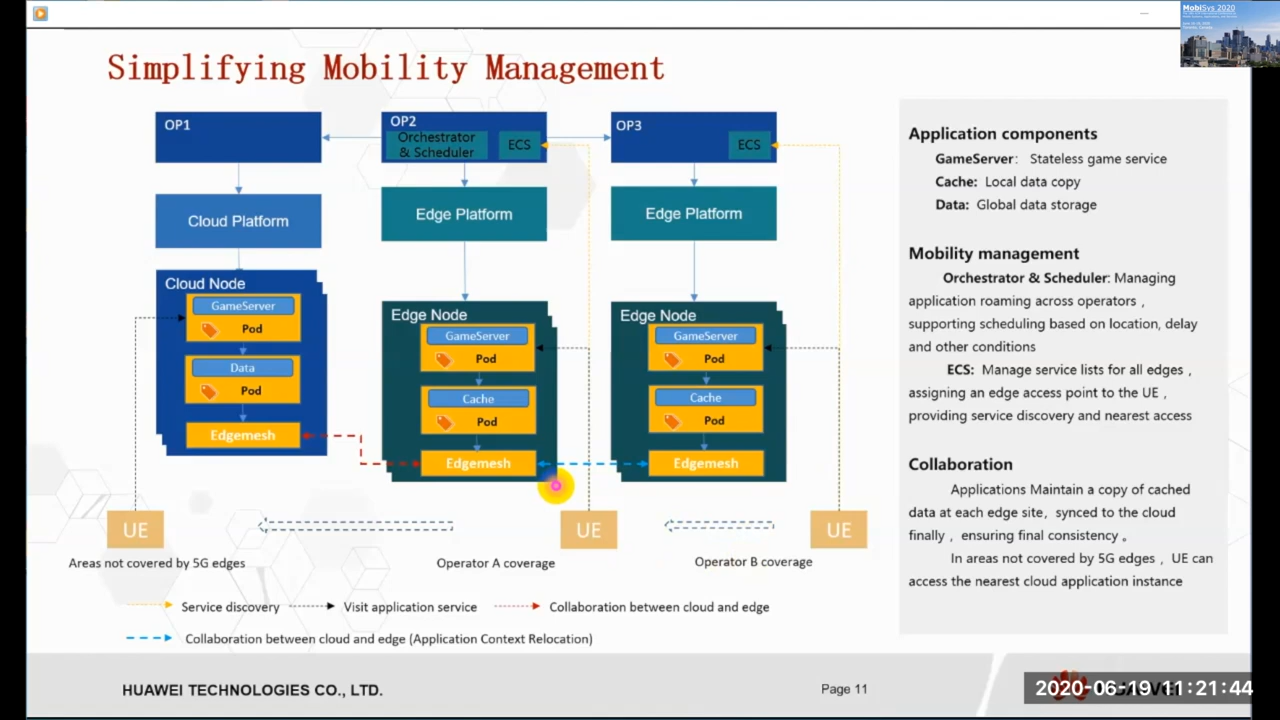 MobiSys 2020
Simplifying Mobility Management
OP1
OP2
Orchestrator
& Scheduler
ECS
OP3
ECS
Cloud Platform
Edge Platform
Edge Platform
Cloud Node
GameServer
Pod
Data
Pod
Edgemesh
Edge Node
GameServer
Pod
Cache
Pod
Edgemesh
Edge Node
GameServer
Pod
Cache
Pod
Edgemesh
UE
UE
UE
Areas not covered by 5G edges
Operator A coverage
Operator B coverage
Service discovery
Visit application service
Collaboration between cloud and edge
Collaboration between cloud and edge (Application Context Relocation)
Application components
GameServer： Stateless game service
Cache: Local data copy
Data: Global data storage
Mobility management
Orchestrator & Scheduler: Managing
application roaming across operators，
supporting scheduling based on location, delay
and other conditions
ECS: Manage service lists for all edges，
assigning an edge access point to the UE，
providing service discovery and nearest access
Collaboration
Applications Maintain a copy of cached
data at each edge site，synced to the cloud
finally，ensuring final consistency。
In areas not covered by 5G edges，UE can
access the nearest cloud application instance
HUAWEI TECHNOLOGIES CO., LTD.
Page 11
2020-06-19 11:21:44